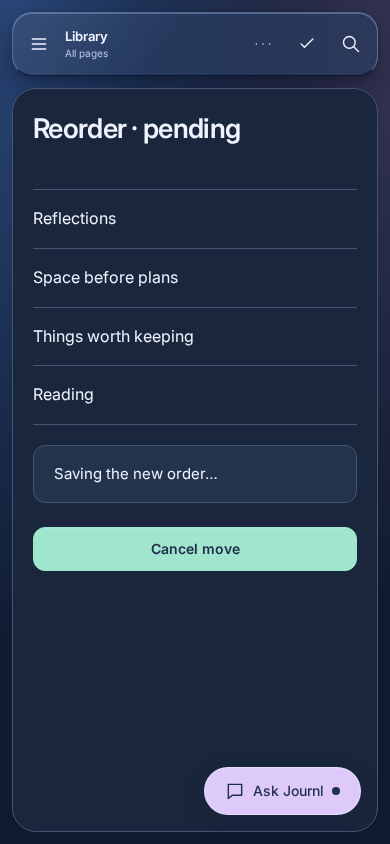 Library
All pages
Reorder · pending
Reflections
Space before plans
Things worth keeping
Reading
Saving the new order...
Cancel move
Ask Journl